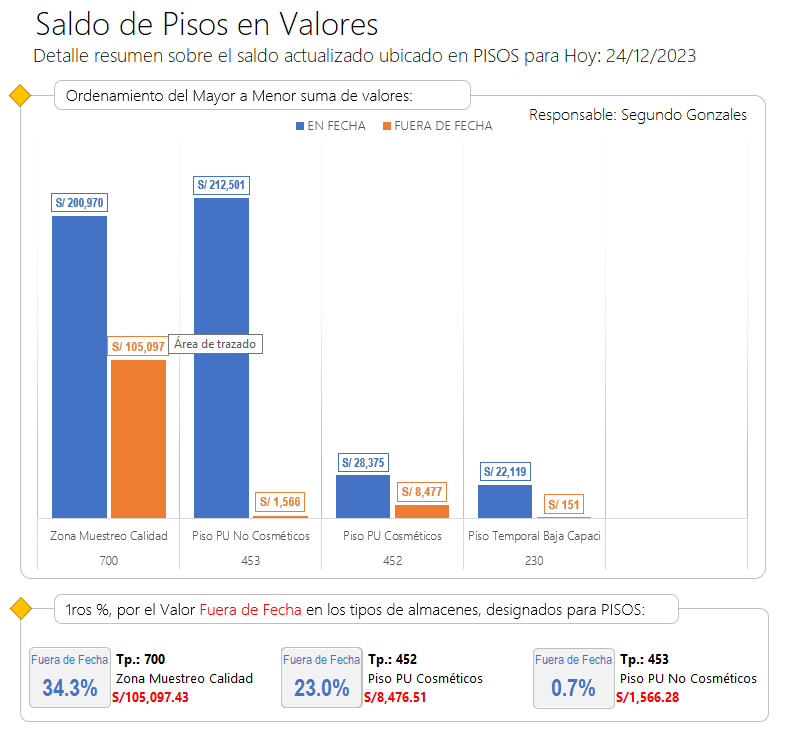 Saldo de Pisos en Valores
Detalle resumen sobre el saldo actualizado ubicado en PISOS para Hoy: 24/12/2023
Ordenamiento del Mayor a Menor suma de valores:
Responsable: Segundo Gonzales
EN FECHA FUERA DE FECHA
S/ 212,501
S/ 200,970
S/ 105,097
Área de trazado
S/ 28,375
S/ 22,119
S/ 8,477
S/ 1,566
S/ 151
Zona Muestreo Calidad Piso PU No Cosméticos Piso PU Cosméticos Piso Temporal Baja Capaci
700 453 452 230
1ros %, por el Valor Fuera de Fecha en los tipos de almacenes, designados para PISOS:
Fuera de Fecha
34.3%
Tp.: 700
Zona Muestreo Calidad
S/105,097.43
Fuera de Fecha
23.0%
Tp.: 452
Piso PU Cosméticos
S/8,476.51
Fuera de Fecha
0.7%
Tp.: 453
Piso PU No Cosméticos
S/1,566.28